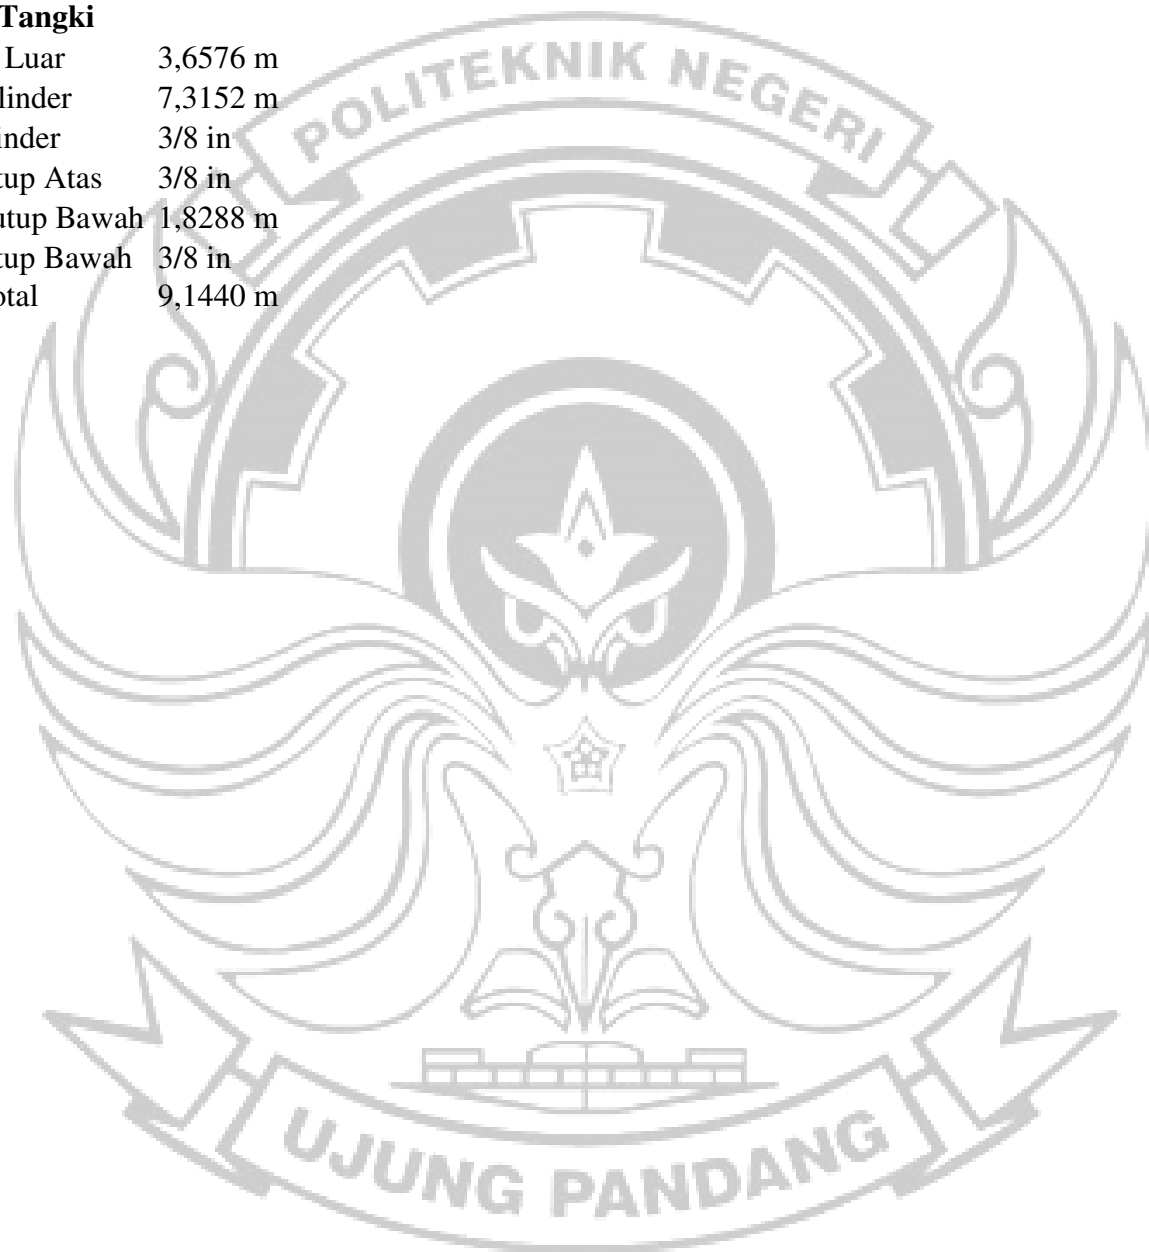 Tangki
Luar 3,6576 m
linder 7,3152 m
inder 3/8 in
tup Atas 3/8 in
utup Bawah 1,8288 m
tup Bawah 3/8 in
otal 9,1440 m
POLITEKNIK NEGERI
UJUNG PANDANG